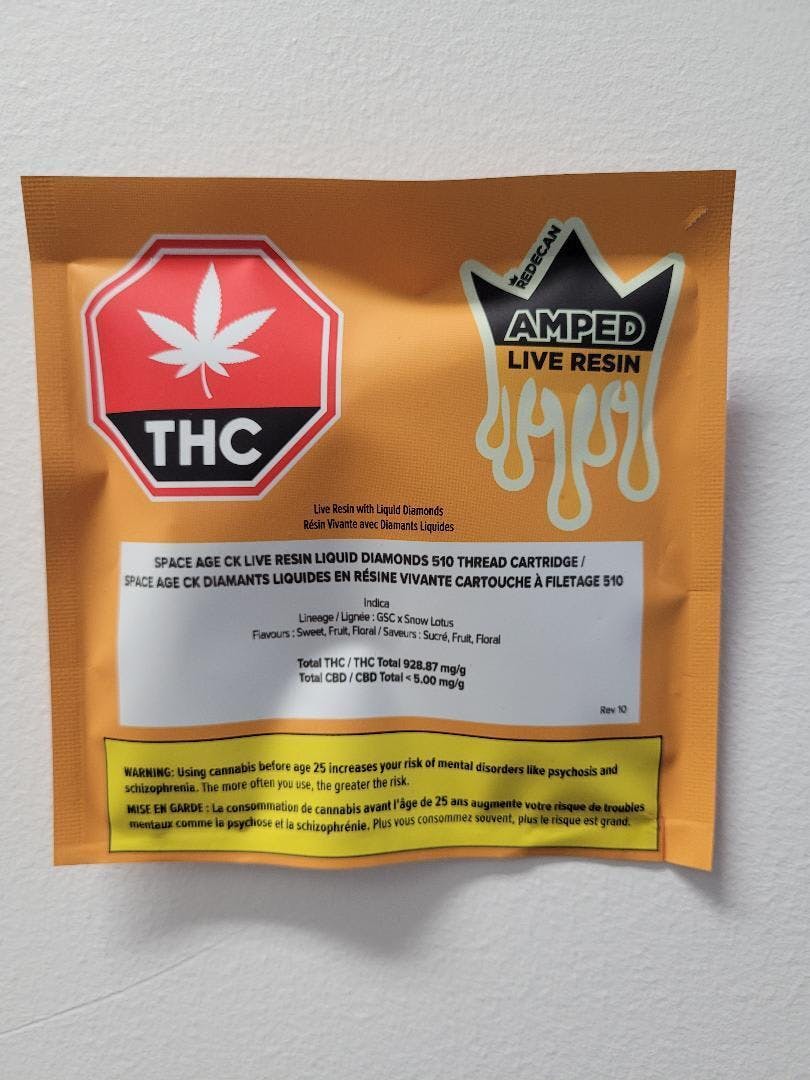 REDECAN
AMPED
LIVE RESIN
THC
Live Resin with Liquid Diamonds
Résin Vivante avec Diamants Liquides
SPACE AGE CK LIVE RESIN LIQUID DIAMONDS 510 THREAD CARTRIDGE /
SPACE AGE CK DIAMANTS LIQUIDES EN RÉSINE VIVANTE CARTOUCHE À FILETAGE 510
Indica
Lineage / Lignée : GSC x Snow Lotus
Flavours : Sweet, Fruit, Floral / Saveurs : Sucré, Fruit, Floral
Total THC / THC Total 928.87 mg/g
Total CBD / CBD Total < 5.00 mg/g
Rev 10
WARNING: Using cannabis before age 25 increases your risk of mental disorders like psychosis and
schizophrenia. The more often you use, the greater the risk.
MISE EN GARDE : La consommation de cannabis avant l'âge de 25 ans augmente votre risque de troubles
mentaux comme la psychose et la schizophrénie. Plus vous consommez souvent, plus le risque est grand.